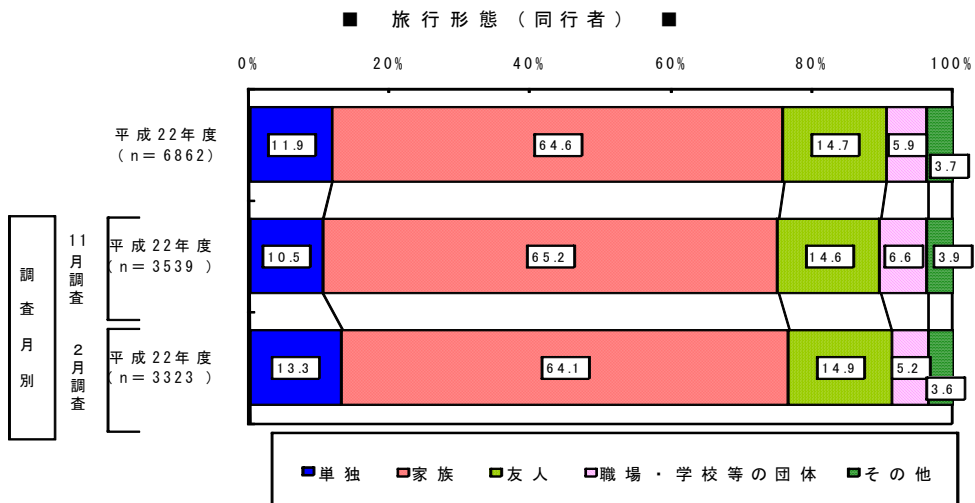 ■ 旅行形態（同行者） ■
0% 20% 40% 60% 80% 100%
平成22年度
(n=6862)
11.9 64.6 14.7 5.9 3.7
調査月別
11月調査
平成22年度
(n=3539)
10.5 65.2 14.6 6.6 3.9
2月調査
平成22年度
(n=3323)
13.3 64.1 14.9 5.2 3.6
■単独 ■家族 ■友人 ■職場・学校等の団体 ■その他